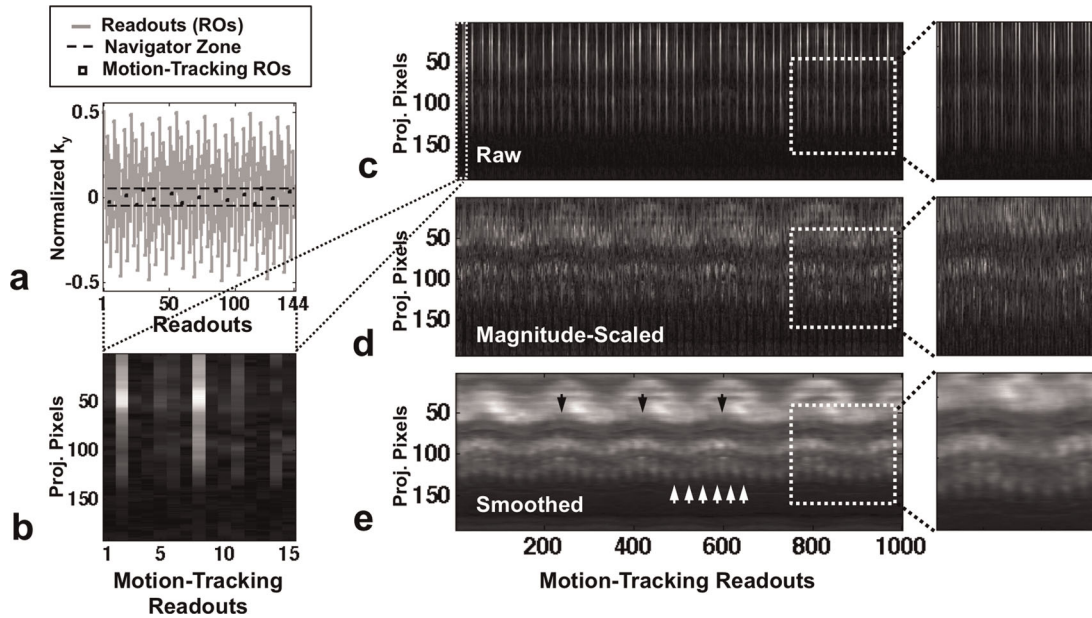 Readouts (ROs)
Navigator Zone
Motion-Tracking ROs
0.5
0
-0.5
Normalized ky
1 50 100 144
Readouts
a
50
100
150
Proj. Pixels
1 5 10 15
Motion-Tracking
Readouts
b
50
100
150
Proj. Pixels
Raw
c
50
100
150
Proj. Pixels
Magnitude-Scaled
d
50
100
150
Proj. Pixels
Smoothed
e
200 400 600 800 1000
Motion-Tracking Readouts